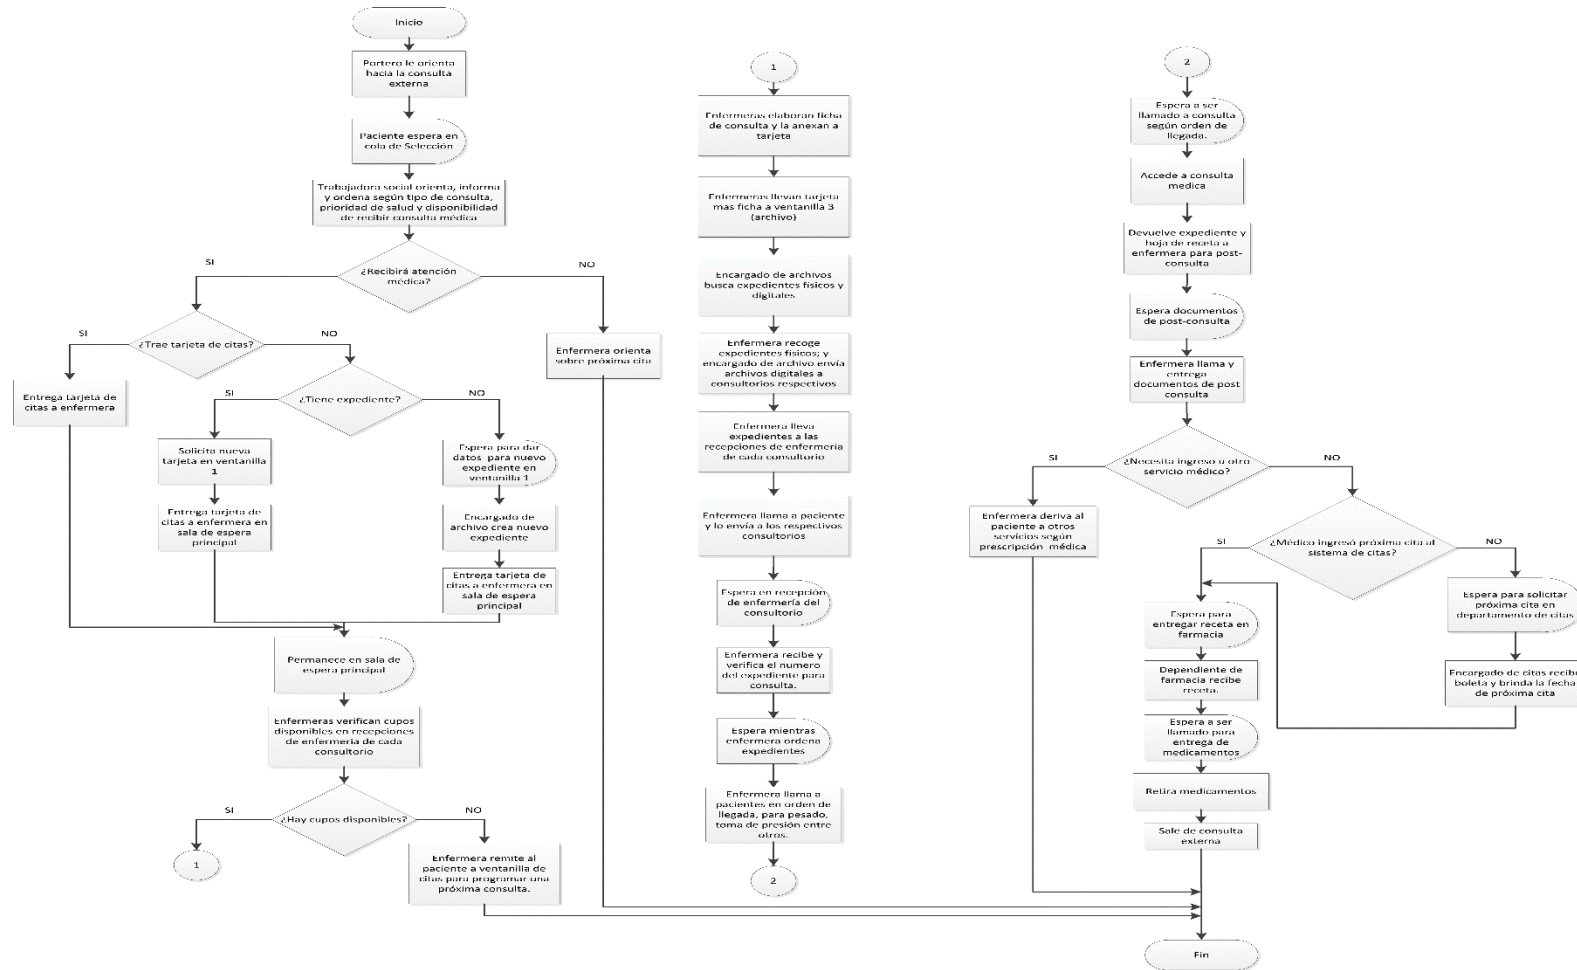 Inicio
Portero le orienta
hacia la consulta
externa
Paciente espera en
cola de Selección
Trabajadora social orienta, informa
y ordena según tipo de consulta,
prioridad de salud y disponibilidad
de recibir consulta médica
¿Recibirá atención
médica?
SI
NO
¿Trae tarjeta de citas?
SI
NO
Enfermera orienta
sobre próxima cita
Entrega tarjeta de
citas a enfermera
¿Tiene expediente?
SI
NO
Solicito nueva
tarjeta en ventanilla
1
Espera para dar
datos para nuevo
expediente en
ventanilla 1
Entrega tarjeta de
citas a enfermera en
sala de espera
principal
Encargado de
archivo crea nuevo
expediente
Entrega tarjeta de
citas a enfermera en
sala de espera
principal
Permanece en sala de
espera principal
Enfermeras verifican cupos
disponibles en recepciones
de enfermeria de cada
consultorio
¿Hay cupos disponibles?
SI
NO
1
Enfermera remite al
paciente a ventanilla de
citas para programar una
próxima consulta.
1
Enfermeras elaboran ficha
de consulta y la anexan a
tarjeta
Enfermeras llevan tarjeta
mas ficha a ventanilla 3
(archivo)
Encargado de archivos
busca expedientes físicos y
digitales
Enfermera recoge
expedientes físicos; y
encargado de archivo envía
archivos digitales a
consultorios respectivos
Enfermera lleva
expedientes a las
recepciones de enfermeria
de cada consultorio
Enfermera llama a paciente
y lo envía a los respectivos
consultorios
Espera en recepción
de enfermería del
consultorio
Enfermera recibe y
verifica el numero
del expediente para
consulta.
Espera mientras
enfermera ordena
expedientes
Enfermera llama a
pacientes en orden de
llegada, para pesado,
toma de presión entre
otros.
2
2
Espera a ser
llamado a consulta
según orden de
llegada.
Accede a consulta
medica
Devuelve expediente y
hoja de receta a
enfermera para post-
consulta
Espera documentos
de post-consulta
Enfermera llama y
entrega
documentos de post
consulta
¿Necesita ingreso u otro
servicio médico?
SI
NO
Enfermera deriva al
paciente a otros
servicios según
prescripción médica
¿Médico ingresó próxima cita al
sistema de citas?
SI
NO
Espera para solicitar
próxima cita en
departamento de citas
Encargado de citas recibe
boleta y brinda la fecha
de próxima cita
Espera para
entregar receta en
farmacia
Dependiente de
farmacia recibe
receta.
Espera a ser
llamado para
entrega de
medicamentos
Retira medicamentos
Sale de consulta
externa
Fin